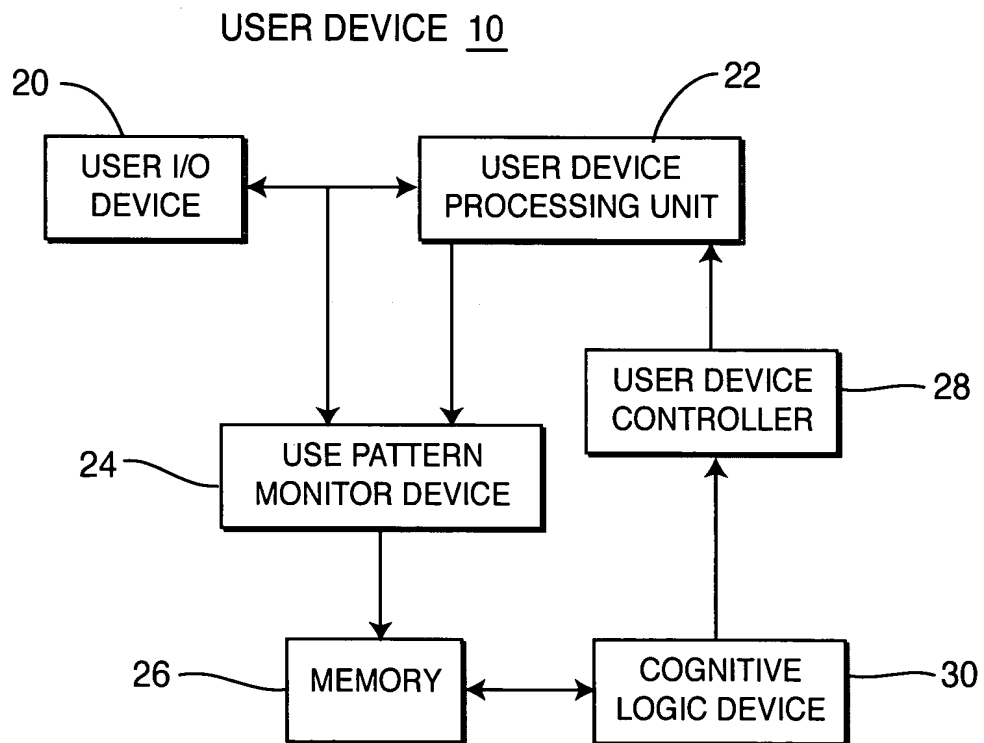 USER DEVICE 10
20
22
USER I/O
DEVICE
USER DEVICE
PROCESSING UNIT
USER DEVICE
CONTROLLER
28
24
USE PATTERN
MONITOR DEVICE
26
MEMORY
COGNITIVE
LOGIC DEVICE
30